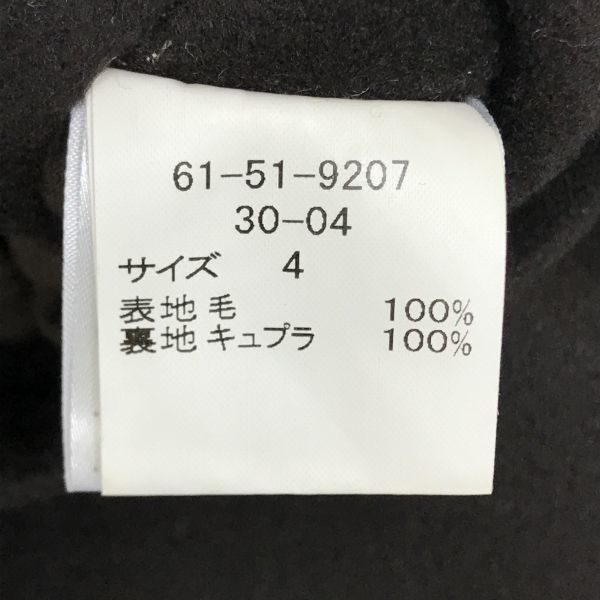 61-51-9207
30-04
サイズ 4
表地 毛 100%
裏地 キュプラ 100%